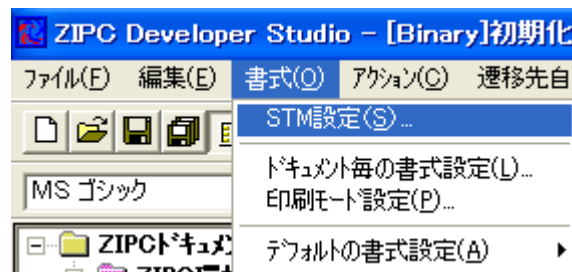 ZIPC Developer Studio - [Binary]初期化
ﾌｧｲﾙ(F) 編集(E) 書式(O) ｱｸｼｮﾝ(C) 遷移先自
STM設定(S)...
ﾄﾞｷｭﾒﾝﾄ毎の書式設定(L)...
MS ゴシック
印刷ﾓｰﾄﾞ設定(P)...
ZIPCﾄﾞｷｭﾒ
ﾃﾞﾌｫﾙﾄの書式設定(A)